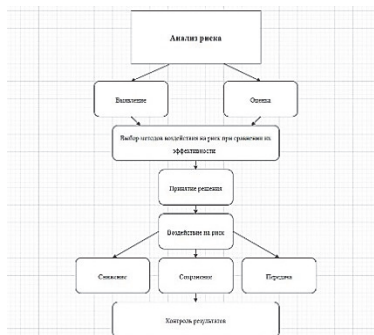 Анализ риска
Выявление
Оценка
Выбор методов воздействия на риск при сравнении их
эффективности
Принятие решения
Воздействие на риск
Снижение
Сохранение
Передача
Контроль результатов